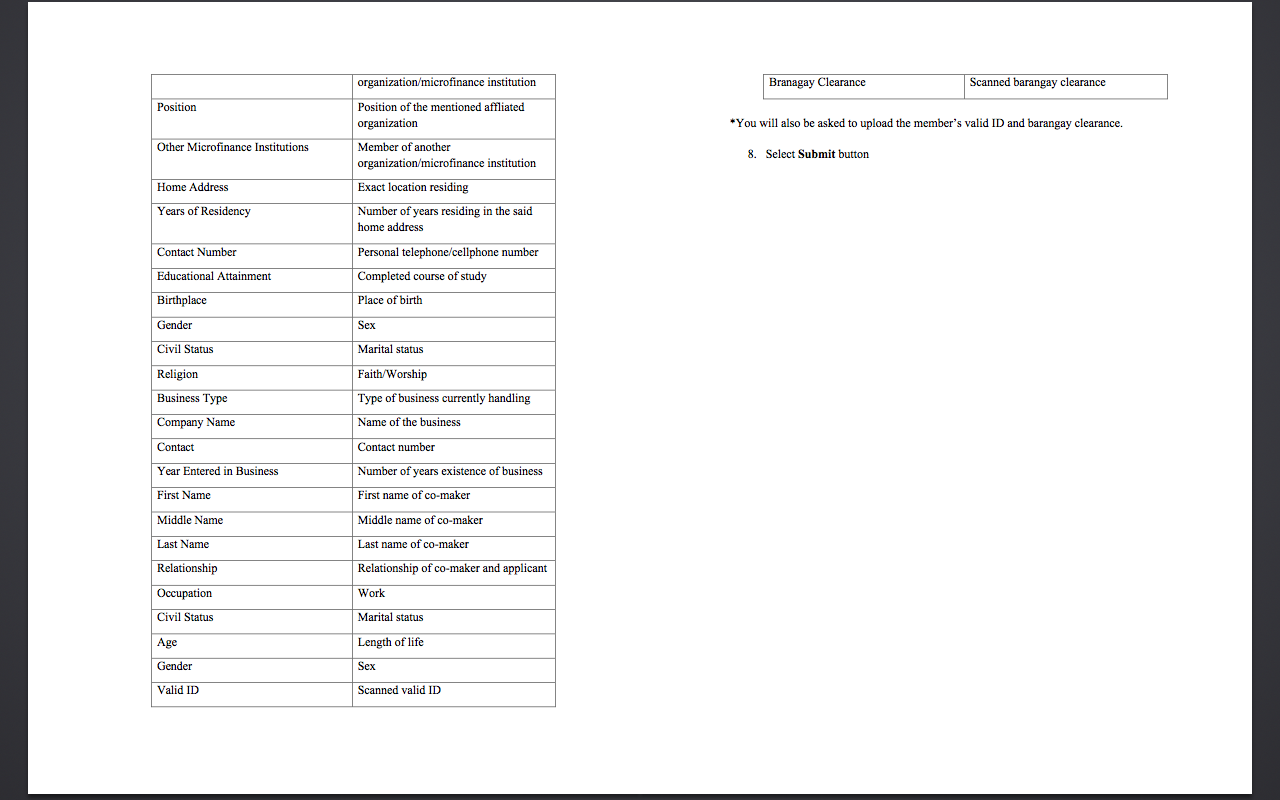 organization/microfinance institution
Position
Position of the mentioned affliated
organization
Other Microfinance Institutions
Member of another
organization/microfinance institution
Home Address
Exact location residing
Years of Residency
Number of years residing in the said
home address
Contact Number
Personal telephone/cellphone number
Educational Attainment
Completed course of study
Birthplace
Place of birth
Gender
Sex
Civil Status
Marital status
Religion
Faith/Worship
Business Type
Type of business currently handling
Company Name
Name of the business
Contact
Contact number
Year Entered in Business
Number of years existence of business
First Name
First name of co-maker
Middle Name
Middle name of co-maker
Last Name
Last name of co-maker
Relationship
Relationship of co-maker and applicant
Occupation
Work
Civil Status
Marital status
Age
Length of life
Gender
Sex
Valid ID
Scanned valid ID
Branagay Clearance
Scanned barangay clearance
*You will also be asked to upload the member’s valid ID and barangay clearance.
8. Select Submit button